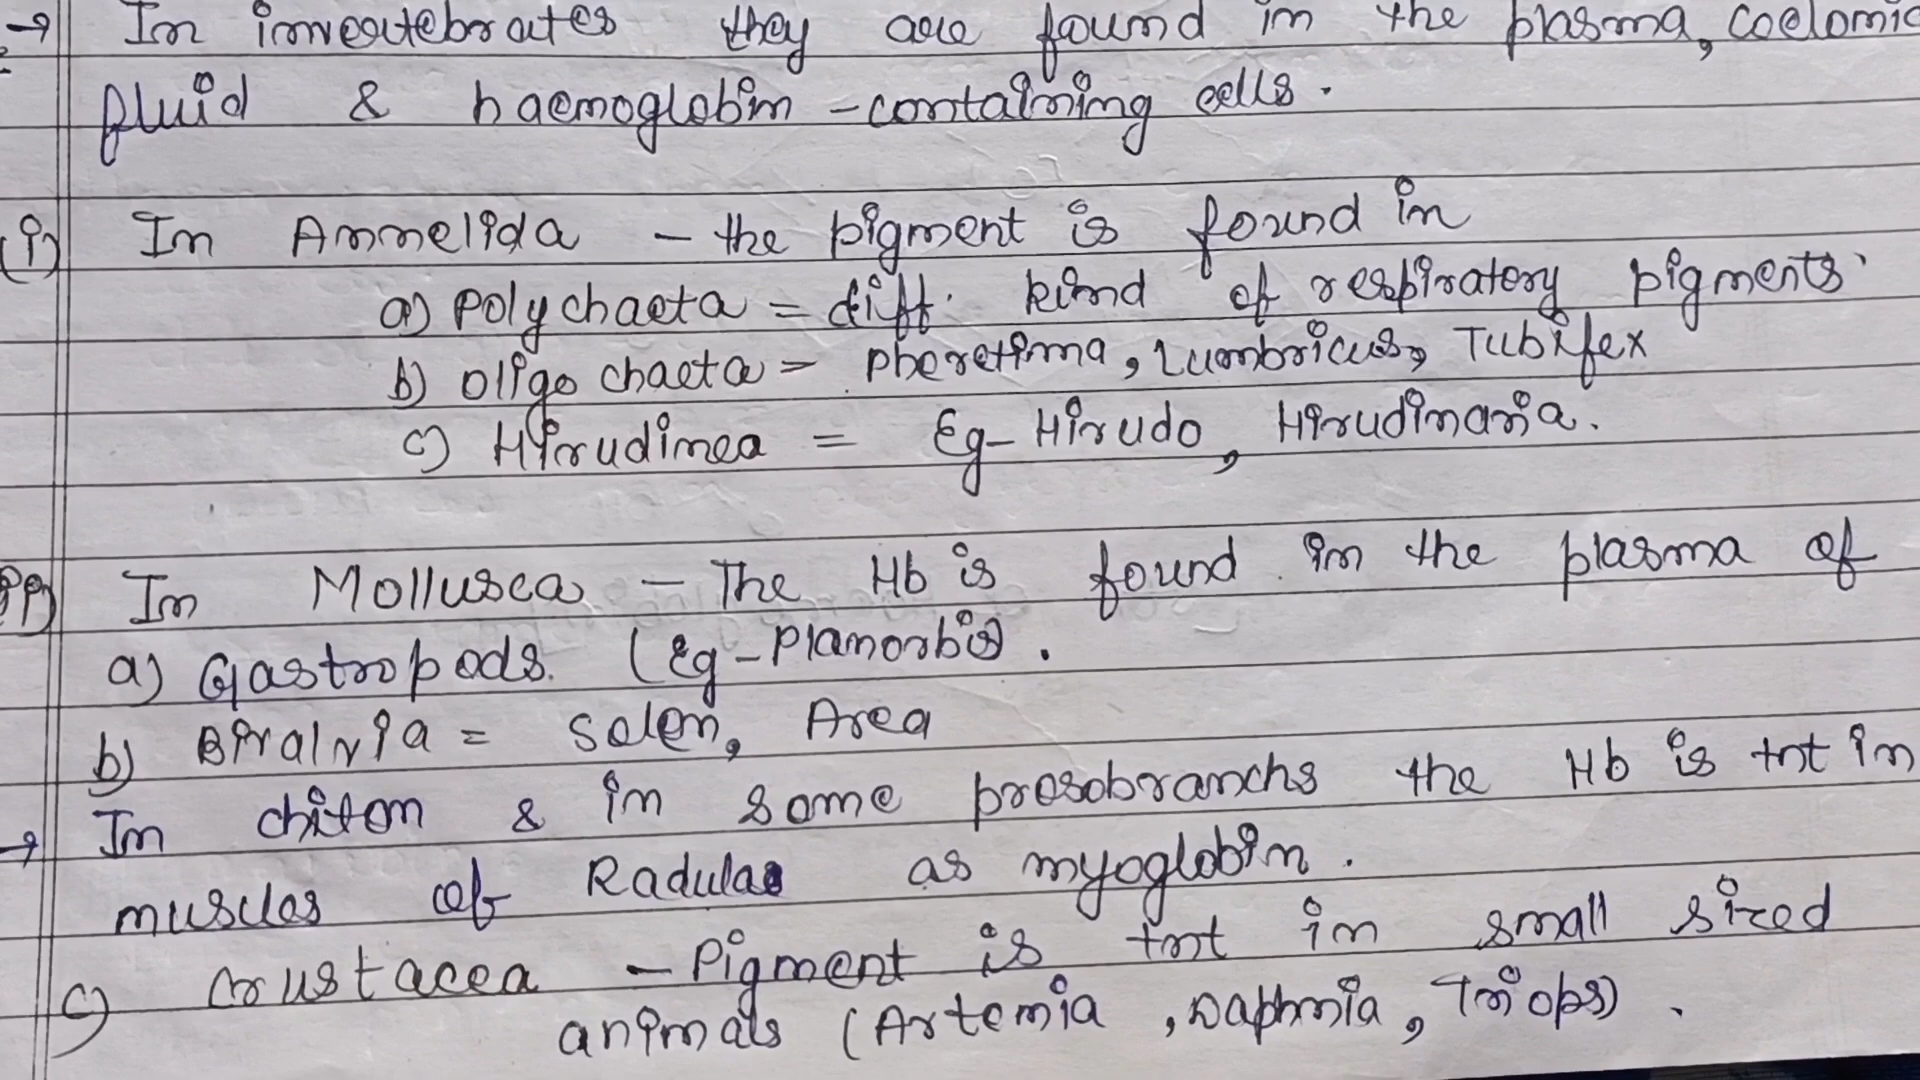 → In invertebrates they are found in the plasma, coelomic
fluid & haemoglobin - containing cells.
(i) In Annelida - the pigment is found in
a) Polychaeta = diff. kind of respiratory pigments.
b) Oligochaeta = Pheretima, Lumbricus, Tubifex
c) Hirudinea = Eg- Hirudo, Hirudinaria.
(ii) In Mollusca - The Hb is found in the plasma of
a) Gastropods. (Eg - Planorbis).
b) Bivalvia = Solen, Arca
→ In chiton & in some prosobranchs the Hb is tnt in
muscles of Radulae as myoglobin.
c) Crustacea - Pigment is tnt in small sized
animals (Artemia, Daphnia, Triops).